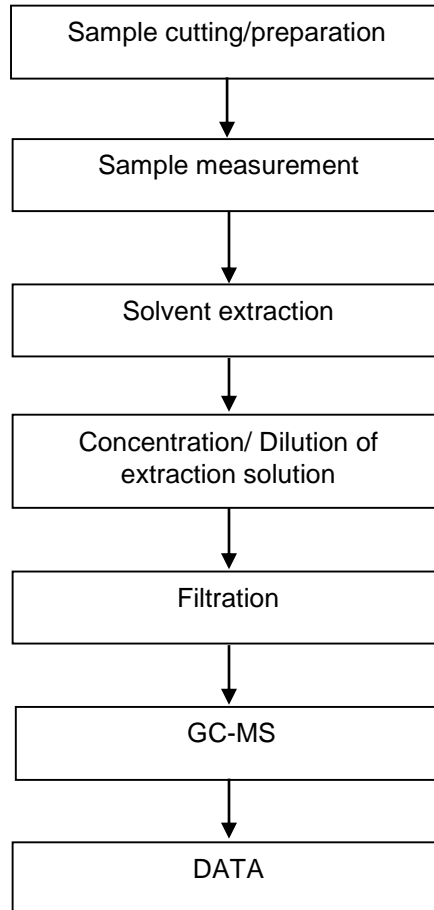 Sample cutting/preparation
Sample measurement
Solvent extraction
Concentration/ Dilution of
extraction solution
Filtration
GC-MS
DATA